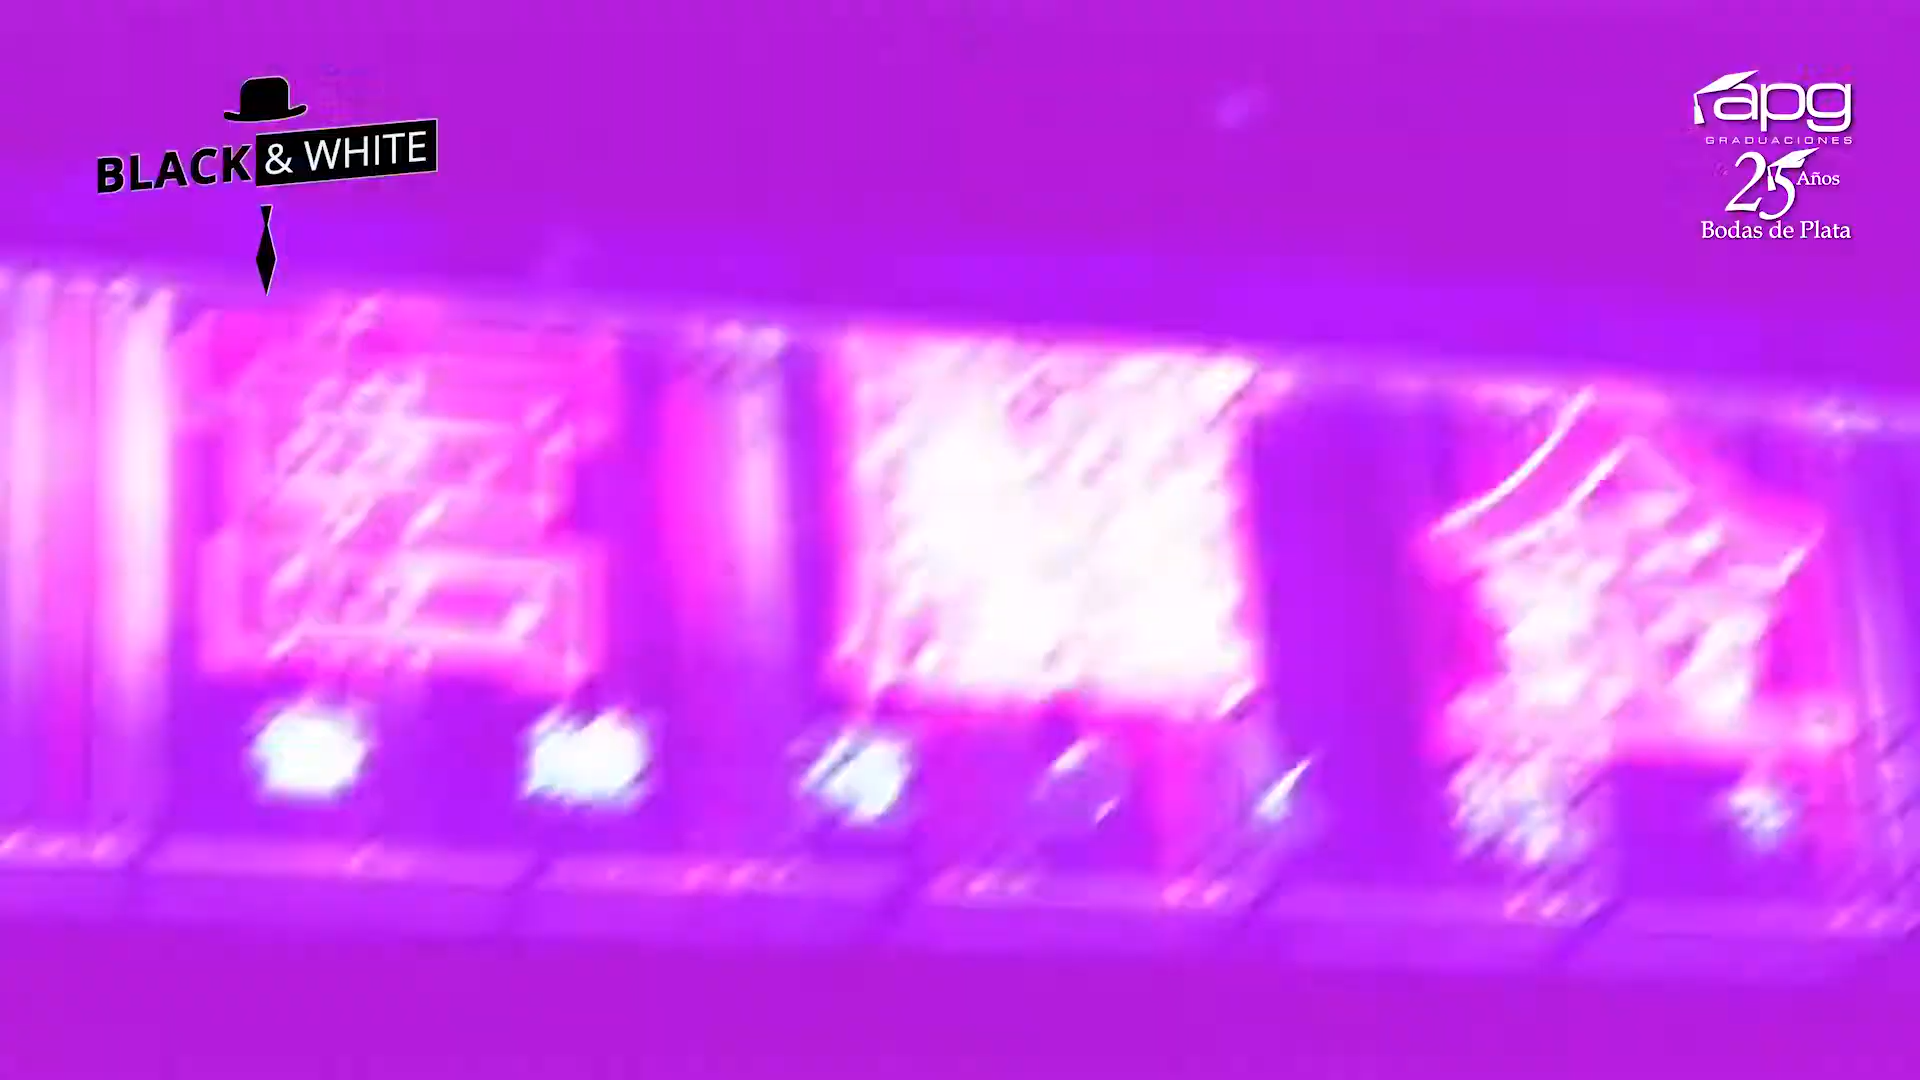 BLACK & WHITE
apg
GRADUACIONES
25 Años
Bodas de Plata